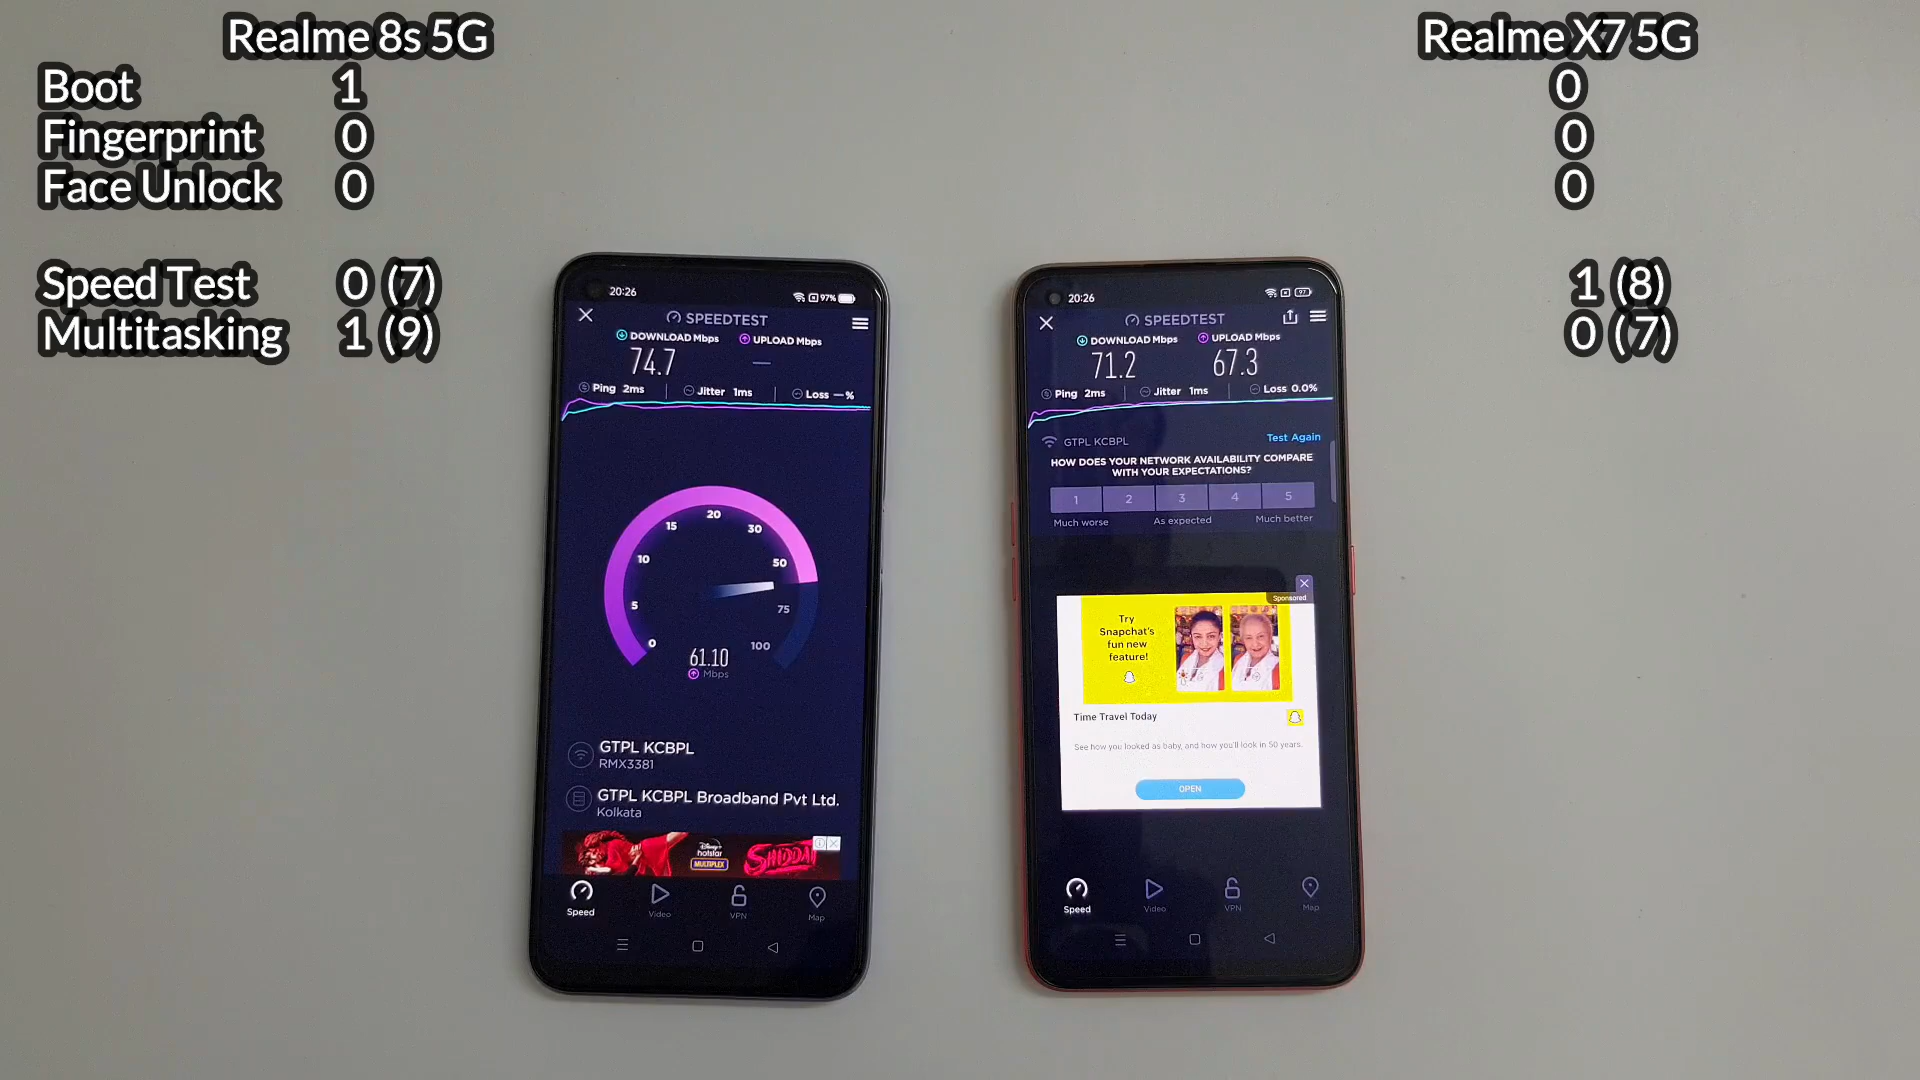 Realme 8s 5G
Realme X7 5G
Boot 1 0
Fingerprint 0 0
Face Unlock 0 0
Speed Test 0 (7) 1 (8)
Multitasking 1 (9) 0 (7)
20:26
97%
SPEEDTEST
DOWNLOAD Mbps
UPLOAD Mbps
74.7
—
Ping 2ms
Jitter 1ms
Loss —%
0
5
10
15
20
30
50
75
100
61.10
Mbps
GTPL KCBPL
RMX3381
GTPL KCBPL Broadband Pvt Ltd.
Kolkata
Disney+
hotstar
MULTIPLEX
SHIDDAT
Speed
Video
VPN
Map
20:26
97
SPEEDTEST
DOWNLOAD Mbps
UPLOAD Mbps
71.2
67.3
Ping 2ms
Jitter 1ms
Loss 0.0%
GTPL KCBPL
Test Again
HOW DOES YOUR NETWORK AVAILABILITY COMPARE
WITH YOUR EXPECTATIONS?
1 2 3 4 5
Much worse
As expected
Much better
Sponsored
Try
Snapchat's
fun new
feature!
Time Travel Today
See how you looked as baby, and how you'll look in 50 years.
OPEN
Speed
Video
VPN
Map